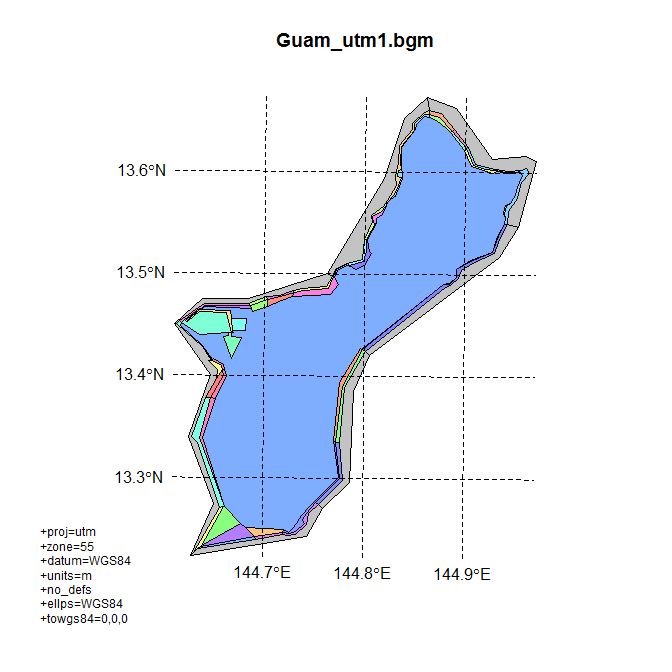 Guam_utm1.bgm
13.6°N
13.5°N
13.4°N
13.3°N
144.7°E 144.8°E 144.9°E
+proj=utm
+zone=55
+datum=WGS84
+units=m
+no_defs
+ellps=WGS84
+towgs84=0,0,0